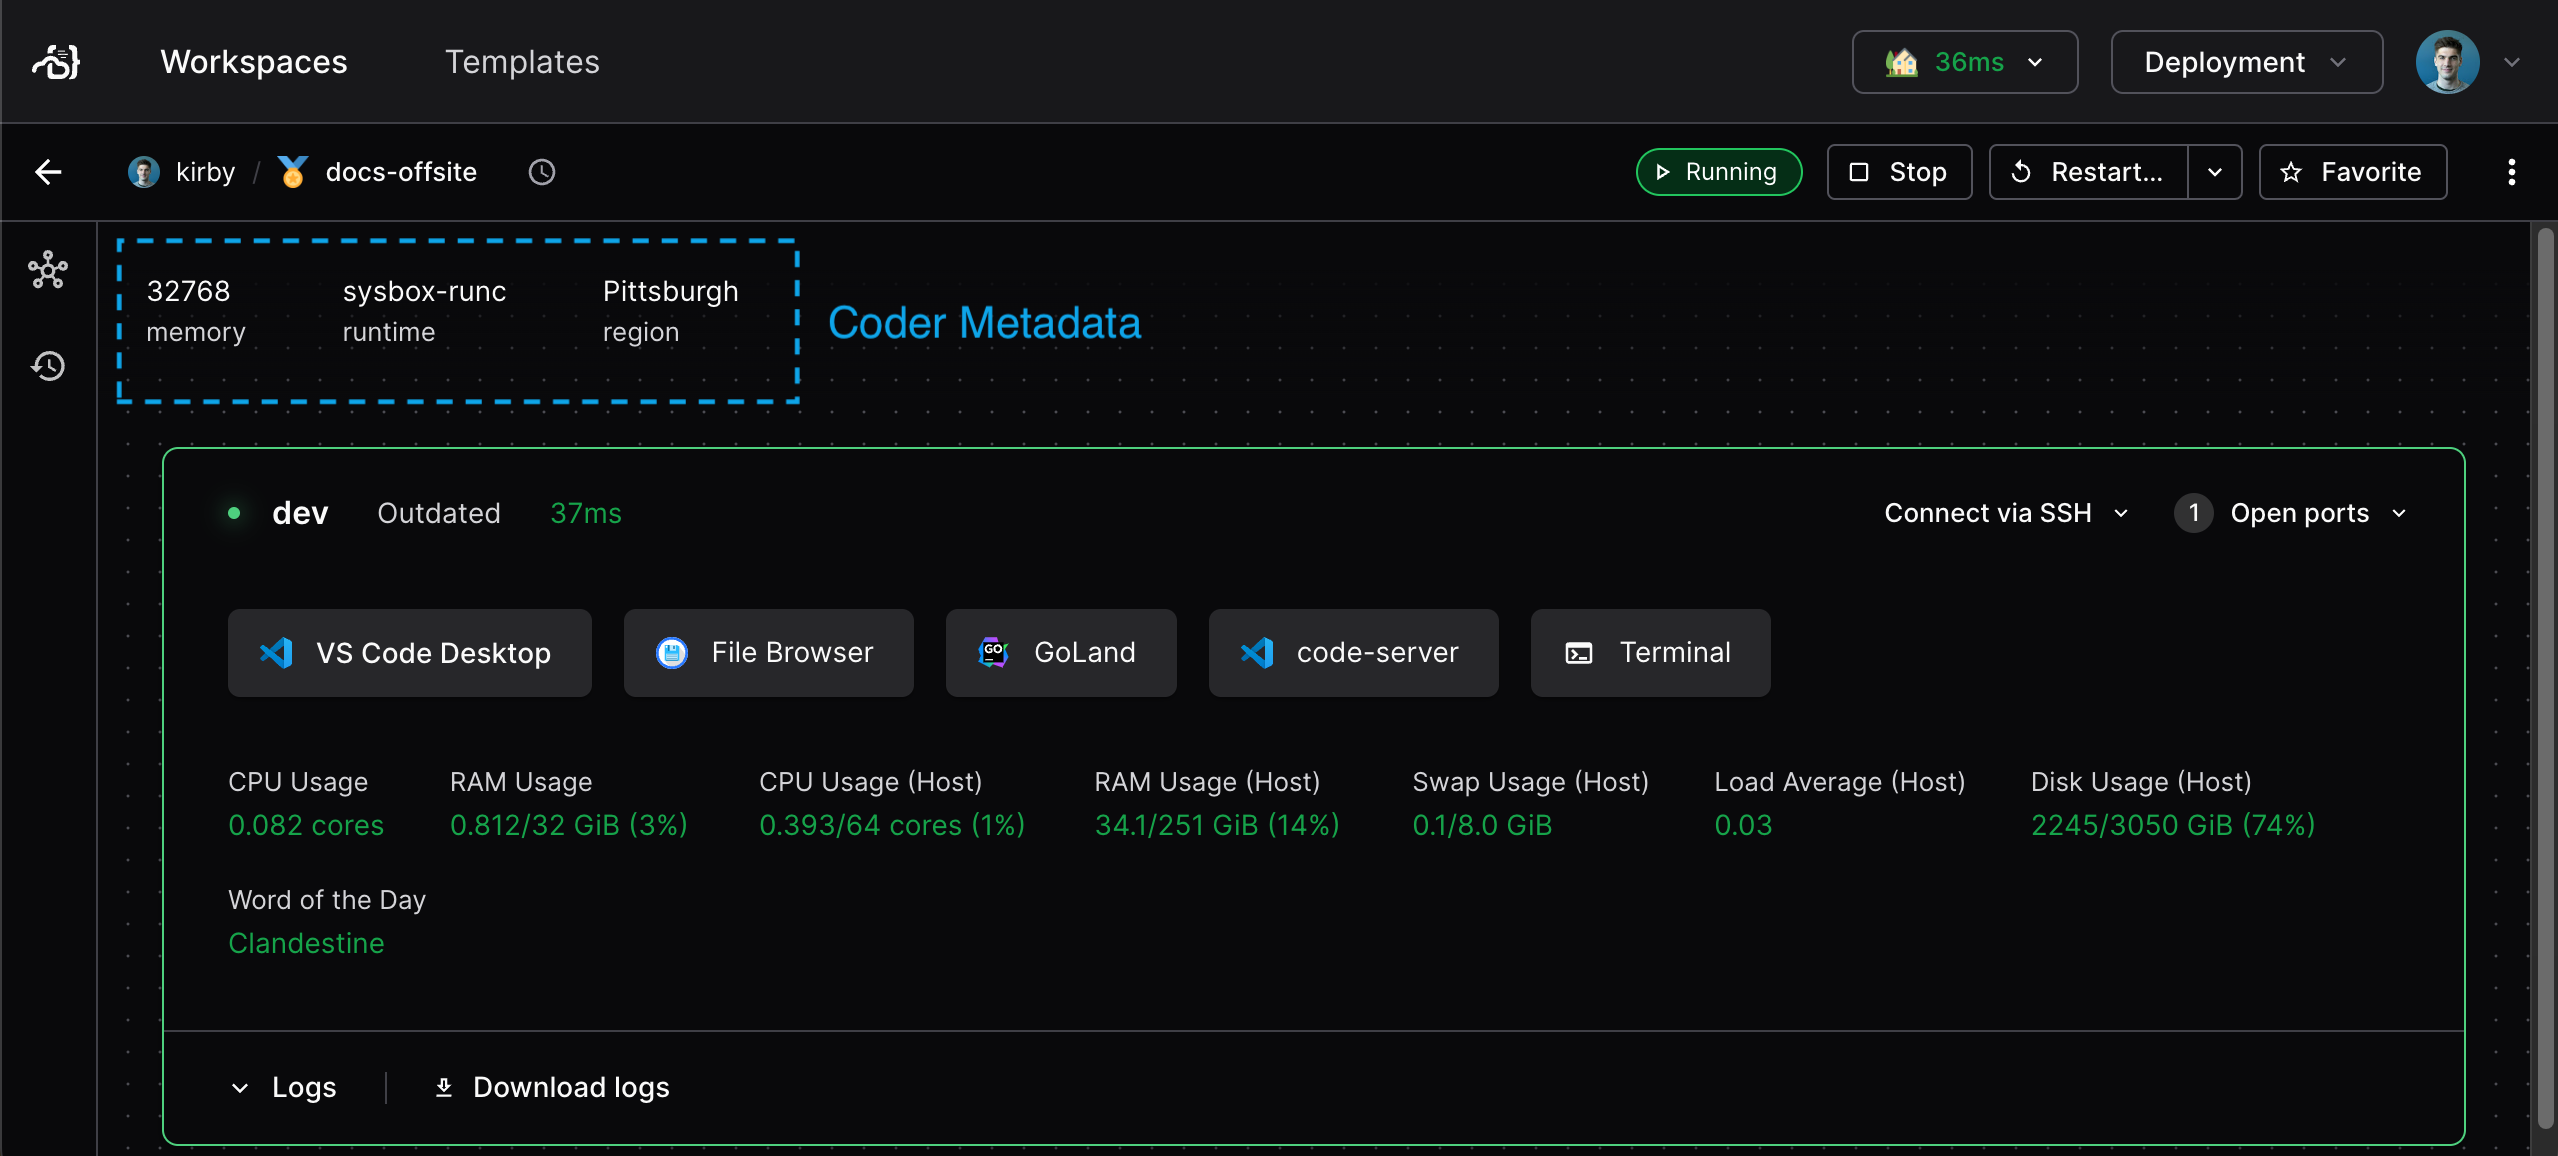 Workspaces Templates 36ms Deployment
kirby / docs-offsite Running Stop Restart... Favorite
32768 sysbox-runc Pittsburgh
memory runtime region
Coder Metadata
dev Outdated 37ms Connect via SSH 1 Open ports
VS Code Desktop File Browser GO GoLand code-server Terminal
CPU Usage RAM Usage CPU Usage (Host) RAM Usage (Host) Swap Usage (Host) Load Average (Host) Disk Usage (Host)
0.082 cores 0.812/32 GiB (3%) 0.393/64 cores (1%) 34.1/251 GiB (14%) 0.1/8.0 GiB 0.03 2245/3050 GiB (74%)
Word of the Day
Clandestine
Logs Download logs